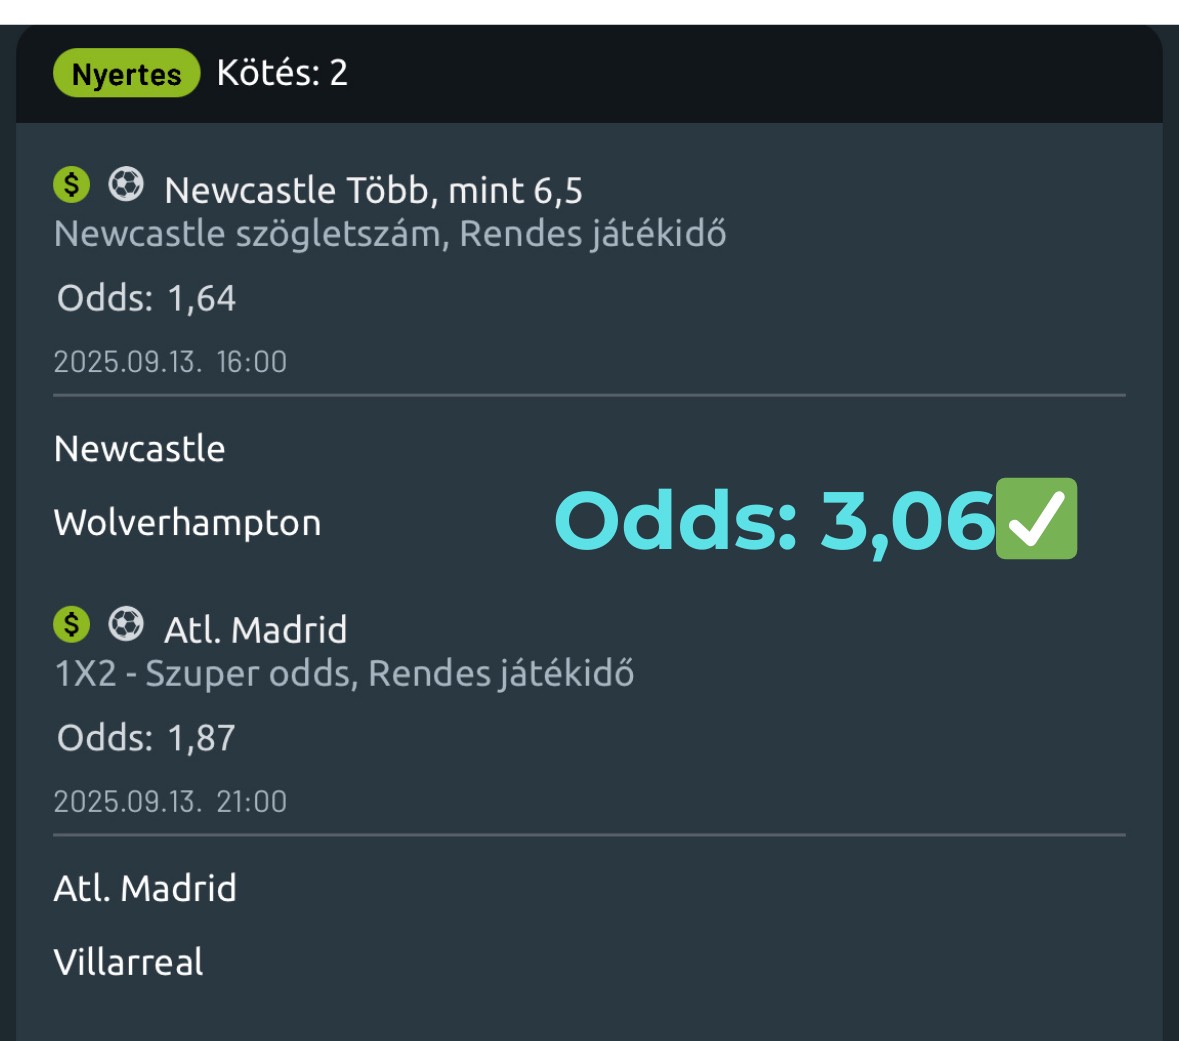 Nyertes Kötés: 2
Newcastle Több, mint 6,5
Newcastle szögletszám, Rendes játékidő
Odds: 1,64
2025.09.13. 16:00
Newcastle
Wolverhampton
Odds: 3,06
Atl. Madrid
1X2 - Szuper odds, Rendes játékidő
Odds: 1,87
2025.09.13. 21:00
Atl. Madrid
Villarreal